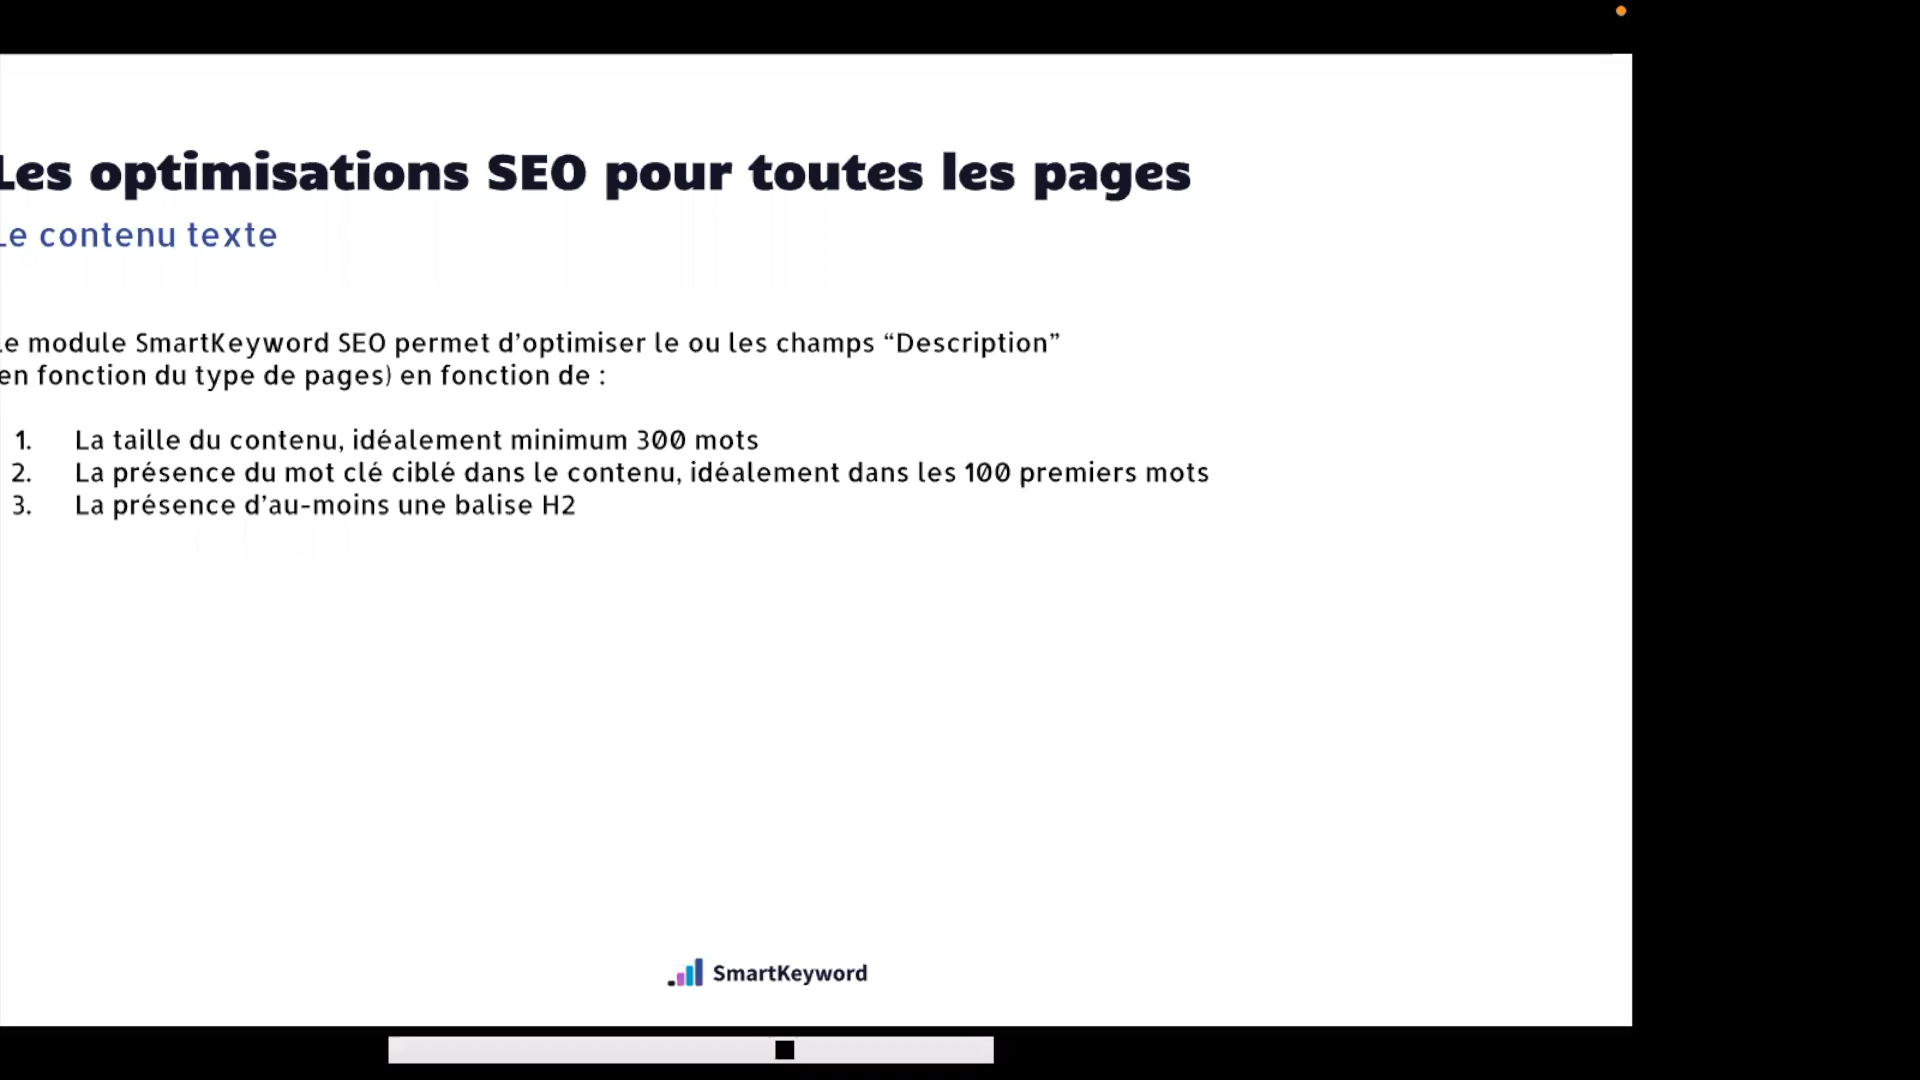 Les optimisations SEO pour toutes les pages
Le contenu texte
Le module SmartKeyword SEO permet d’optimiser le ou les champs “Description”
en fonction du type de pages) en fonction de :
1. La taille du contenu, idéalement minimum 300 mots
2. La présence du mot clé ciblé dans le contenu, idéalement dans les 100 premiers mots
3. La présence d’au-moins une balise H2
SmartKeyword